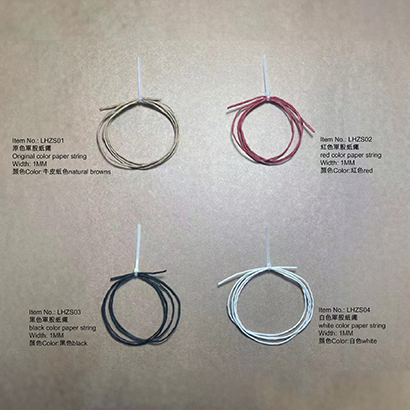 Item No.: LHZS01
原色單股紙繩
Original color paper string
Width: 1MM
顏色Color:牛皮紙色natural browns
Item No.: LHZS02
紅色單股紙繩
red color paper string
Width: 1MM
顏色Color:紅色red
Item No.: LHZS03
黑色單股紙繩
black color paper string
Width: 1MM
顏色Color:黑色black
Item No.: LHZS04
白色單股紙繩
white color paper string
Width: 1MM
顏色Color:白色white